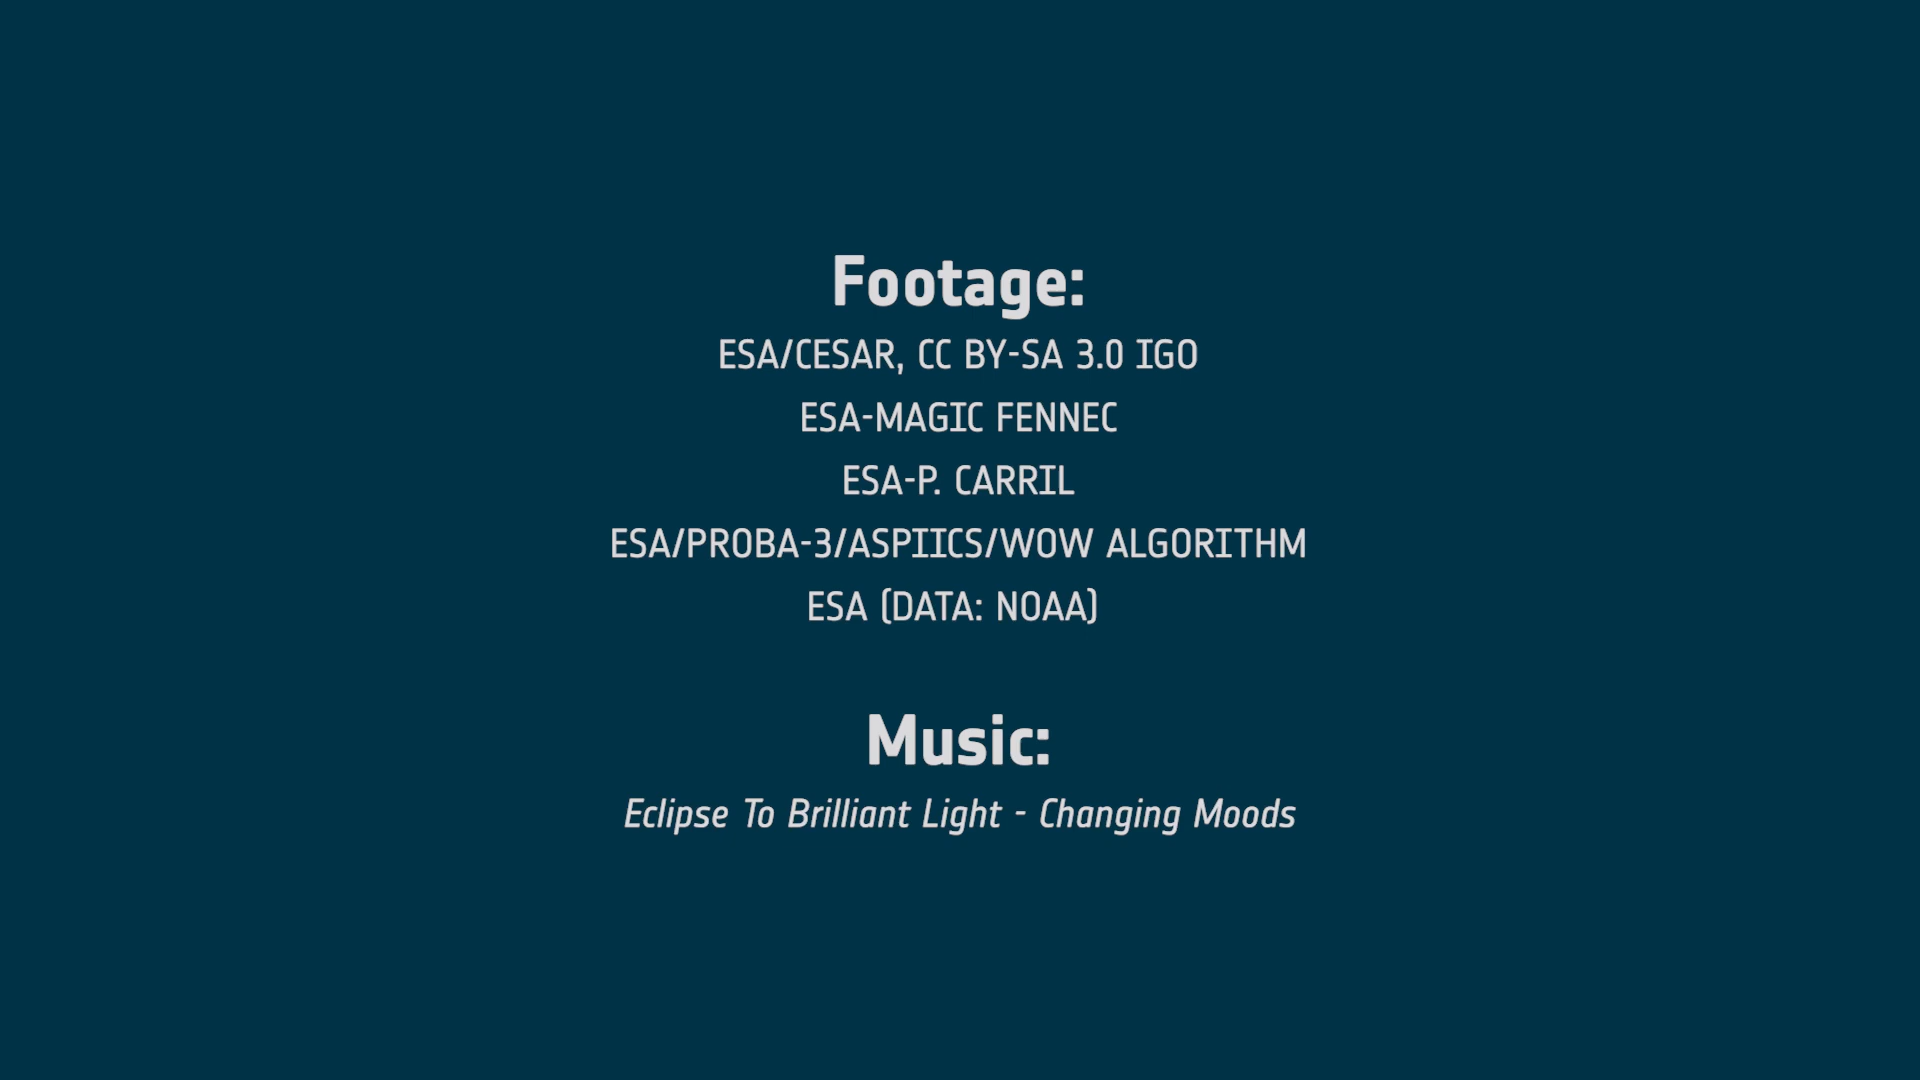 Footage:
ESA/CESAR, CC BY-SA 3.0 IGO
ESA-MAGIC FENNEC
ESA-P. CARRIL
ESA/PROBA-3/ASPIICS/WOW ALGORITHM
ESA (DATA: NOAA)
Music:
Eclipse To Brilliant Light - Changing Moods